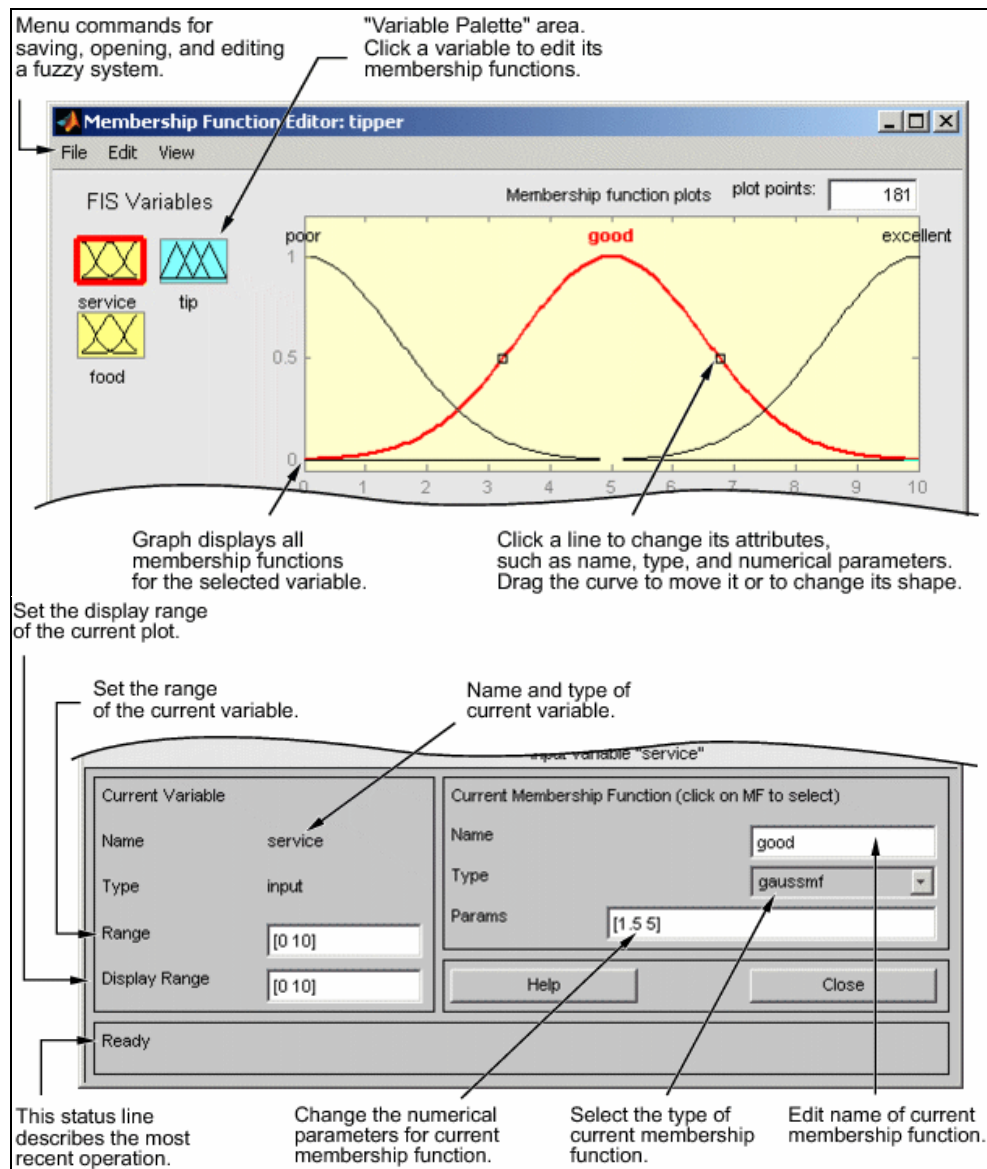 Menu commands for
saving, opening, and editing
a fuzzy system.
"Variable Palette" area.
Click a variable to edit its
membership functions.
Membership Function Editor: tipper
File Edit View
FIS Variables
Membership function plots
plot points:
181
service
tip
food
poor
good
excellent
1
0.5
0
0 1 2 3 4 5 6 7 8 9 10
Graph displays all
membership functions
for the selected variable.
Click a line to change its attributes,
such as name, type, and numerical parameters.
Drag the curve to move it or to change its shape.
Set the display range
of the current plot.
Set the range
of the current variable.
Name and type of
current variable.
input variable "service"
Current Variable
Name service
Type input
Range [0 10]
Display Range [0 10]
Current Membership Function (click on MF to select)
Name good
Type gaussmf
Params [1.5 5]
Help Close
Ready
This status line
describes the most
recent operation.
Change the numerical
parameters for current
membership function.
Select the type of
current membership
function.
Edit name of current
membership function.